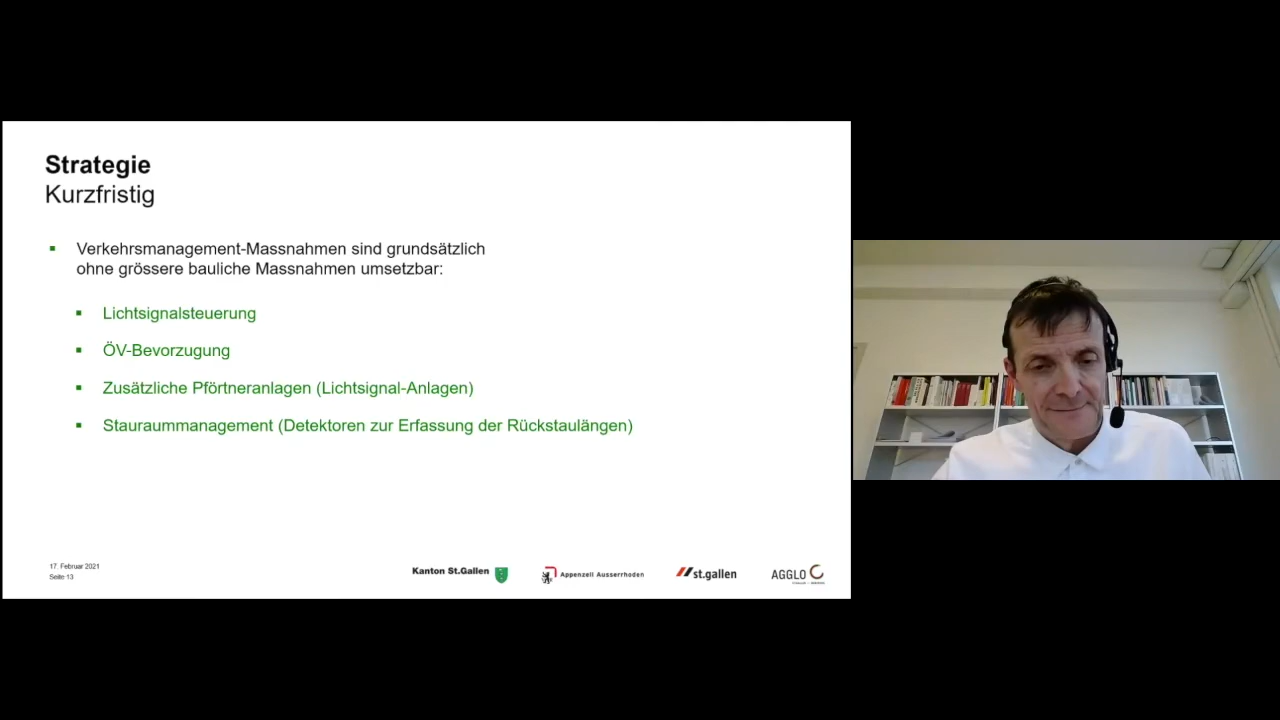 Strategie
Kurzfristig
Verkehrsmanagement-Massnahmen sind grundsätzlich
ohne grössere bauliche Massnahmen umsetzbar:
Lichtsignalsteuerung
ÖV-Bevorzugung
Zusätzliche Pförtneranlagen (Lichtsignal-Anlagen)
Stauraummanagement (Detektoren zur Erfassung der Rückstaulängen)
17. Februar 2021
Seite 13
Kanton St.Gallen
Appenzell Ausserrhoden
st.gallen
AGGLO